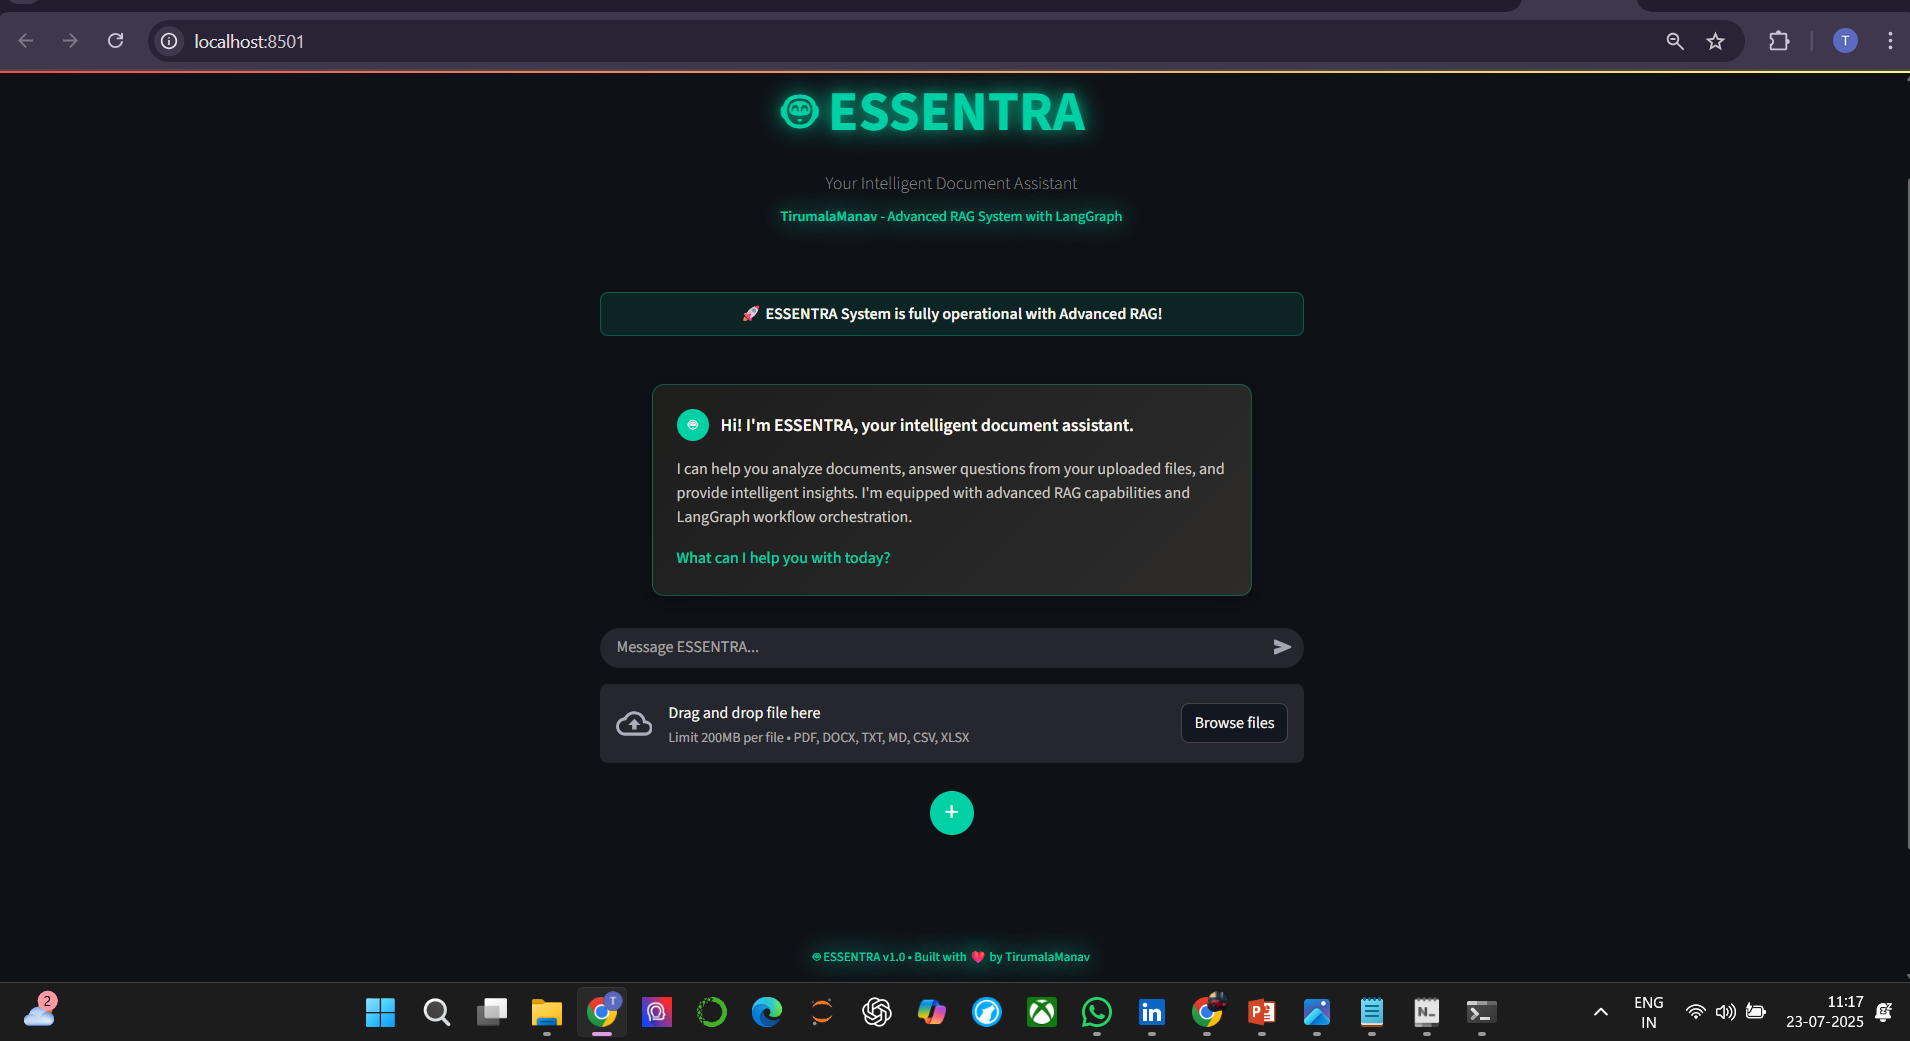 localhost:8501
T
ESSENTRA
Your Intelligent Document Assistant
TirumalaManav - Advanced RAG System with LangGraph
🚀 ESSENTRA System is fully operational with Advanced RAG!
Hi! I'm ESSENTRA, your intelligent document assistant.
I can help you analyze documents, answer questions from your uploaded files, and
provide intelligent insights. I'm equipped with advanced RAG capabilities and
LangGraph workflow orchestration.
What can I help you with today?
Message ESSENTRA...
Drag and drop file here
Limit 200MB per file • PDF, DOCX, TXT, MD, CSV, XLSX
Browse files
+
ESSENTRA v1.0 • Built with ❤️ by TirumalaManav
2
T
in
P
N
ENG
IN
11:17
23-07-2025